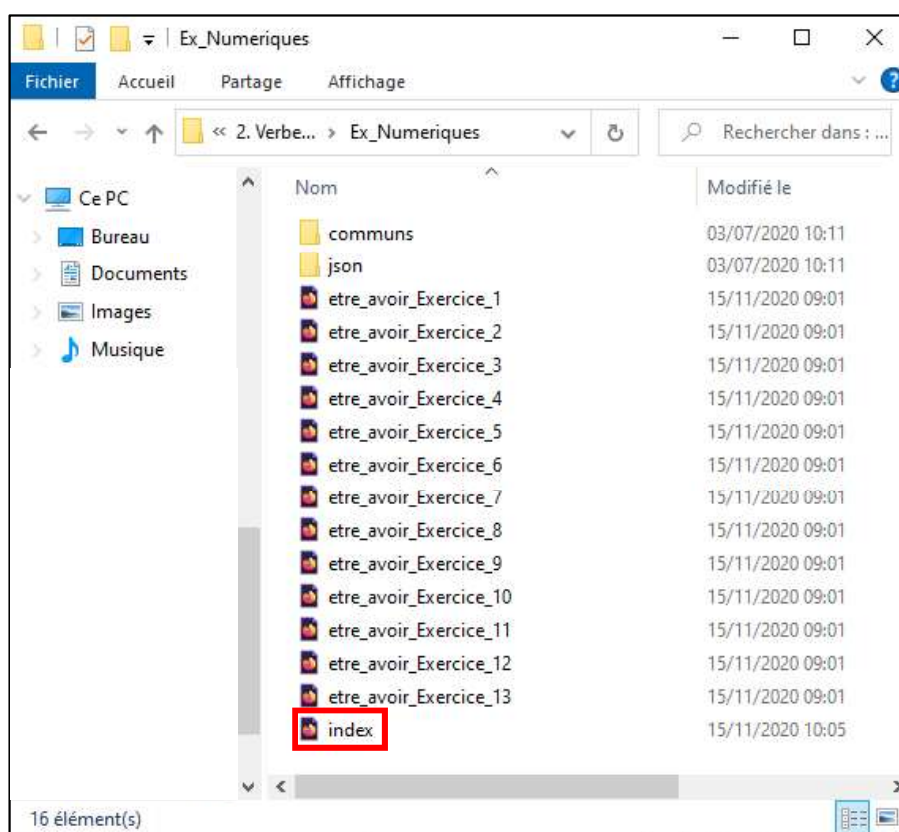 Ex_Numeriques
Fichier Accueil Partage Affichage ?
« 2. Verbe... > Ex_Numeriques Rechercher dans : ...
Ce PC
Bureau
Documents
Images
Musique
Nom Modifié le
communs 03/07/2020 10:11
json 03/07/2020 10:11
etre_avoir_Exercice_1 15/11/2020 09:01
etre_avoir_Exercice_2 15/11/2020 09:01
etre_avoir_Exercice_3 15/11/2020 09:01
etre_avoir_Exercice_4 15/11/2020 09:01
etre_avoir_Exercice_5 15/11/2020 09:01
etre_avoir_Exercice_6 15/11/2020 09:01
etre_avoir_Exercice_7 15/11/2020 09:01
etre_avoir_Exercice_8 15/11/2020 09:01
etre_avoir_Exercice_9 15/11/2020 09:01
etre_avoir_Exercice_10 15/11/2020 09:01
etre_avoir_Exercice_11 15/11/2020 09:01
etre_avoir_Exercice_12 15/11/2020 09:01
etre_avoir_Exercice_13 15/11/2020 09:01
index 15/11/2020 10:05
16 élément(s)